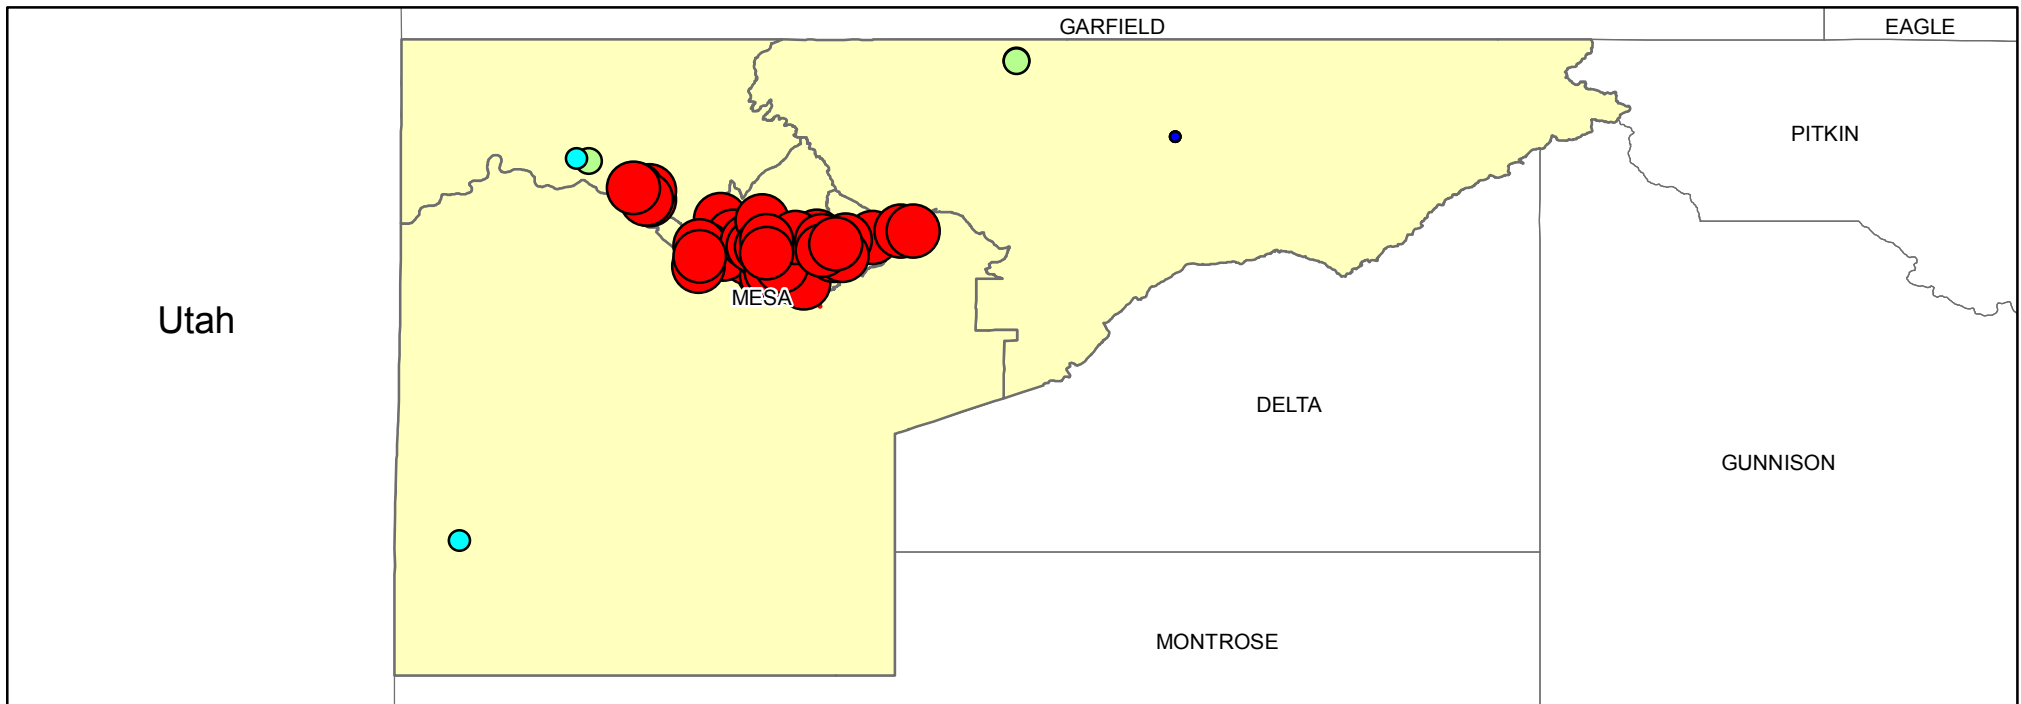 GARFIELD
EAGLE
PITKIN
MESA
Utah
DELTA
GUNNISON
MONTROSE